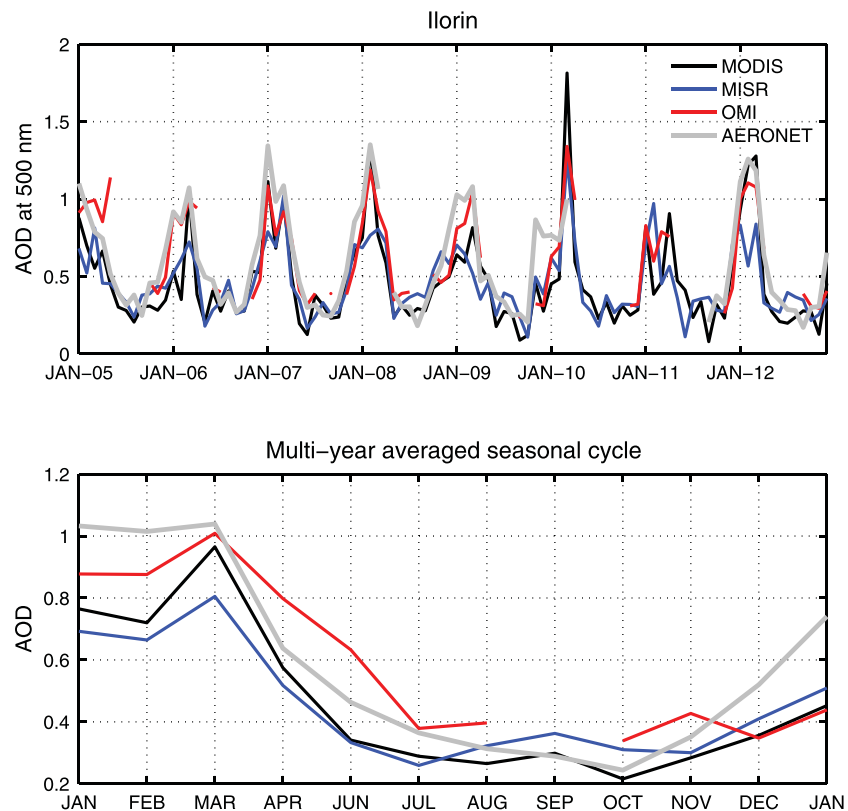 Ilorin
AOD at 500 nm
2
1.5
1
0.5
0
MODIS
MISR
OMI
AERONET
JAN−05 JAN−06 JAN−07 JAN−08 JAN−09 JAN−10 JAN−11 JAN−12
Multi−year averaged seasonal cycle
AOD
1.2
1
0.8
0.6
0.4
0.2
JAN FEB MAR APR JUN JUL AUG SEP OCT NOV DEC JAN